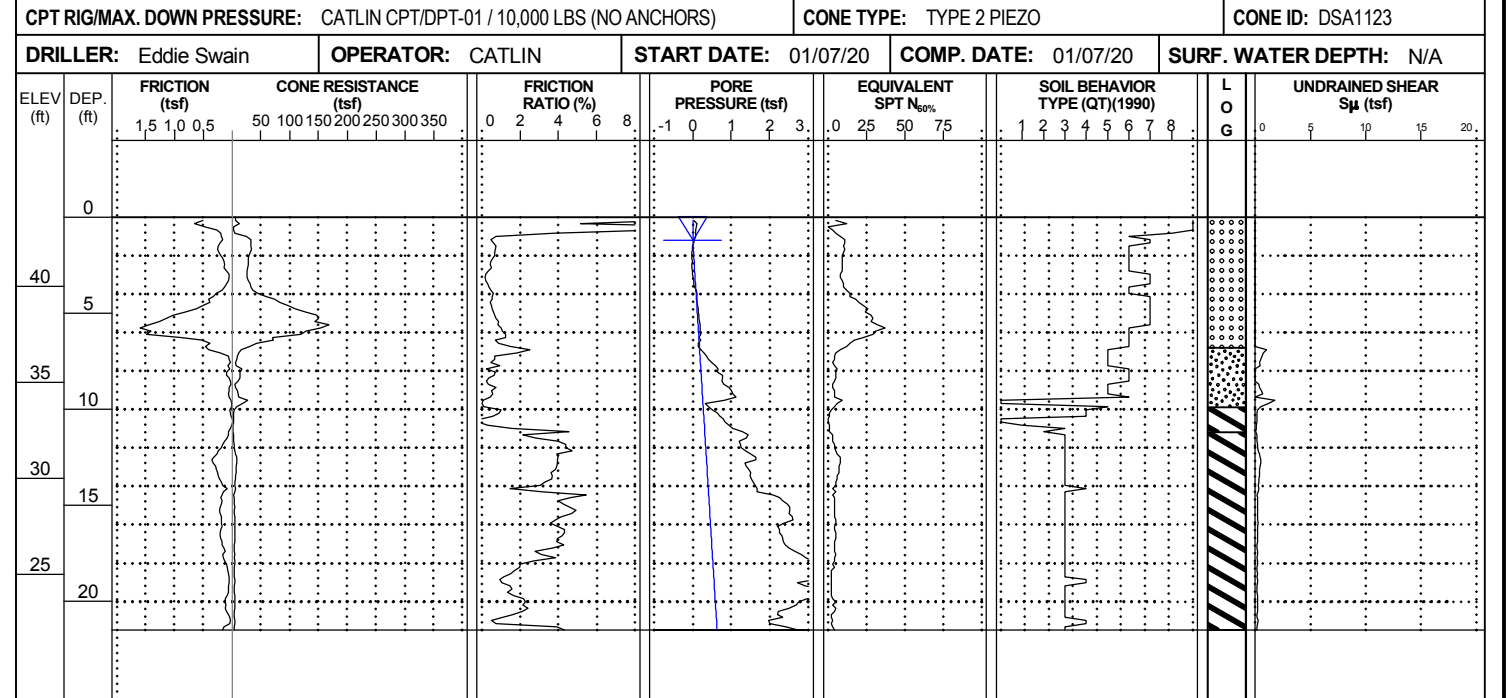 CPT RIG/MAX. DOWN PRESSURE: CATLIN CPT/DPT-01 / 10,000 LBS (NO ANCHORS) CONE TYPE: TYPE 2 PIEZO CONE ID: DSA1123
DRILLER: Eddie Swain OPERATOR: CATLIN START DATE: 01/07/20 COMP. DATE: 01/07/20 SURF. WATER DEPTH: N/A
ELEV (ft)
DEP. (ft)
FRICTION
(tsf)
1.5 1.0 0.5
CONE RESISTANCE
(tsf)
50 100 150 200 250 300 350
FRICTION
RATIO (%)
0 2 4 6 8
PORE
PRESSURE (tsf)
-1 0 1 2 3
EQUIVALENT
SPT N60%
0 25 50 75
SOIL BEHAVIOR
TYPE (QT)(1990)
1 2 3 4 5 6 7 8
L
O
G
UNDRAINED SHEAR
Sµ (tsf)
0 5 10 15 20
0
40
5
35
10
30
15
25
20